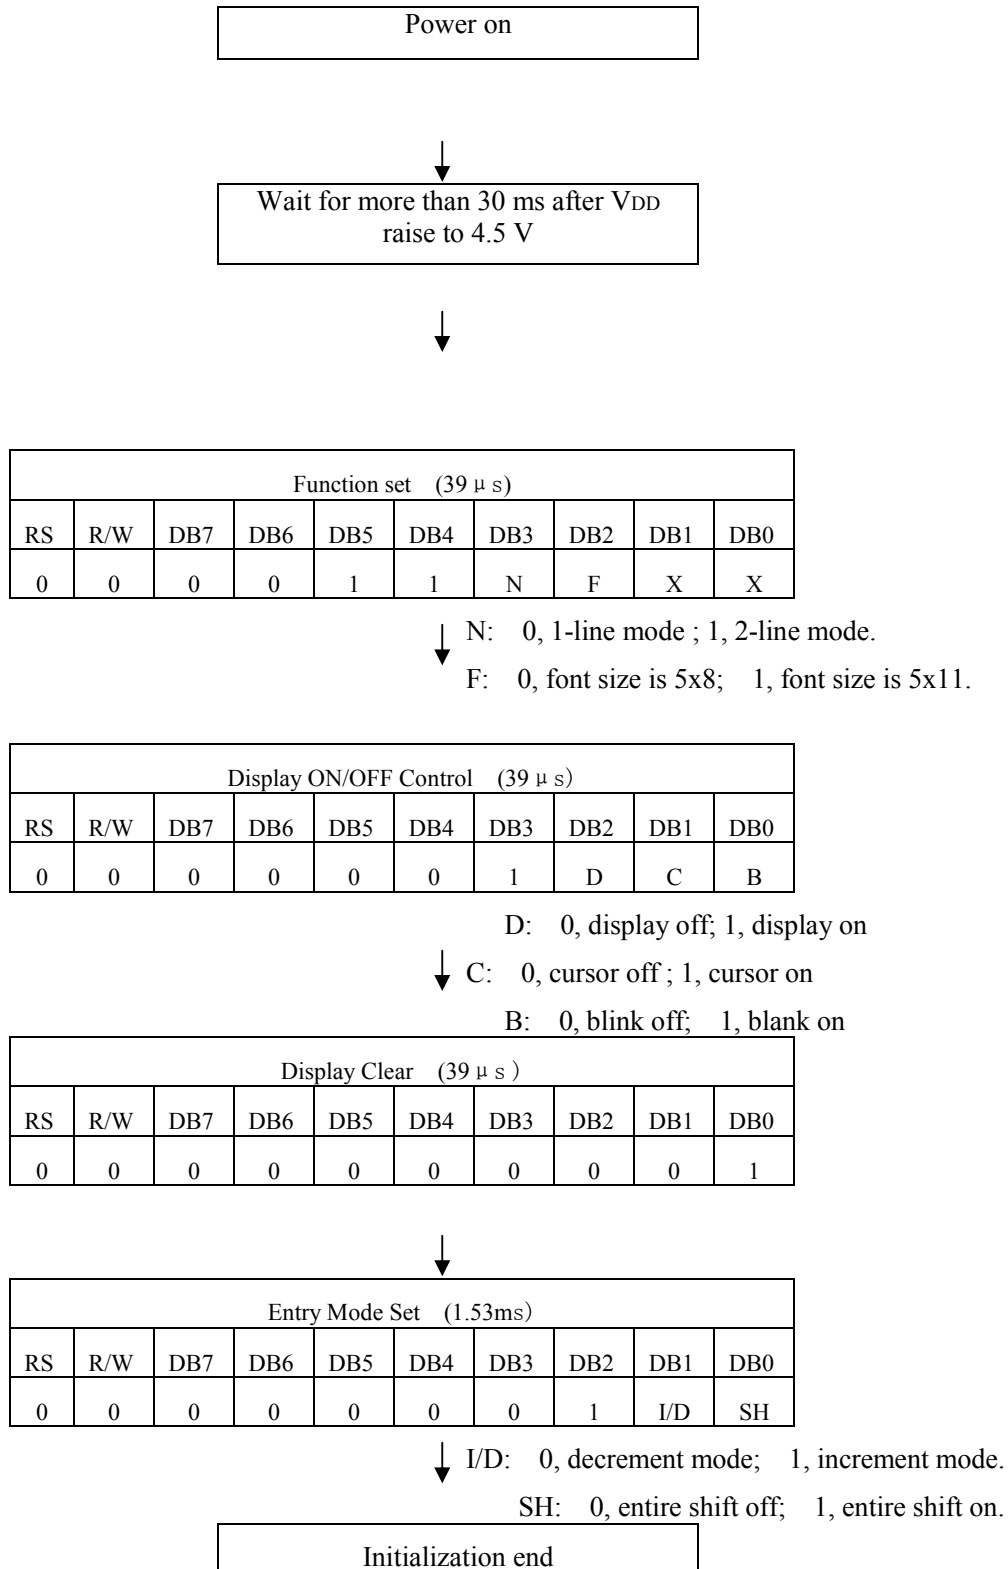 Power on
Wait for more than 30 ms after VDD
raise to 4.5 V
Function set (39μs)
RS R/W DB7 DB6 DB5 DB4 DB3 DB2 DB1 DB0
0 0 0 0 1 1 N F X X
N: 0, 1-line mode ; 1, 2-line mode.
F: 0, font size is 5x8; 1, font size is 5x11.
Display ON/OFF Control (39μs)
RS R/W DB7 DB6 DB5 DB4 DB3 DB2 DB1 DB0
0 0 0 0 0 0 1 D C B
D: 0, display off; 1, display on
C: 0, cursor off ; 1, cursor on
B: 0, blink off; 1, blank on
Display Clear (39μs)
RS R/W DB7 DB6 DB5 DB4 DB3 DB2 DB1 DB0
0 0 0 0 0 0 0 0 0 1
Entry Mode Set (1.53ms)
RS R/W DB7 DB6 DB5 DB4 DB3 DB2 DB1 DB0
0 0 0 0 0 0 0 1 I/D SH
I/D: 0, decrement mode; 1, increment mode.
SH: 0, entire shift off; 1, entire shift on.
Initialization end